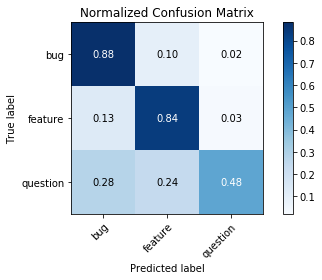 Normalized Confusion Matrix
True label
bug 0.88 0.10 0.02
feature 0.13 0.84 0.03
question 0.28 0.24 0.48
bug feature question
Predicted label
0.8
0.7
0.6
0.5
0.4
0.3
0.2
0.1